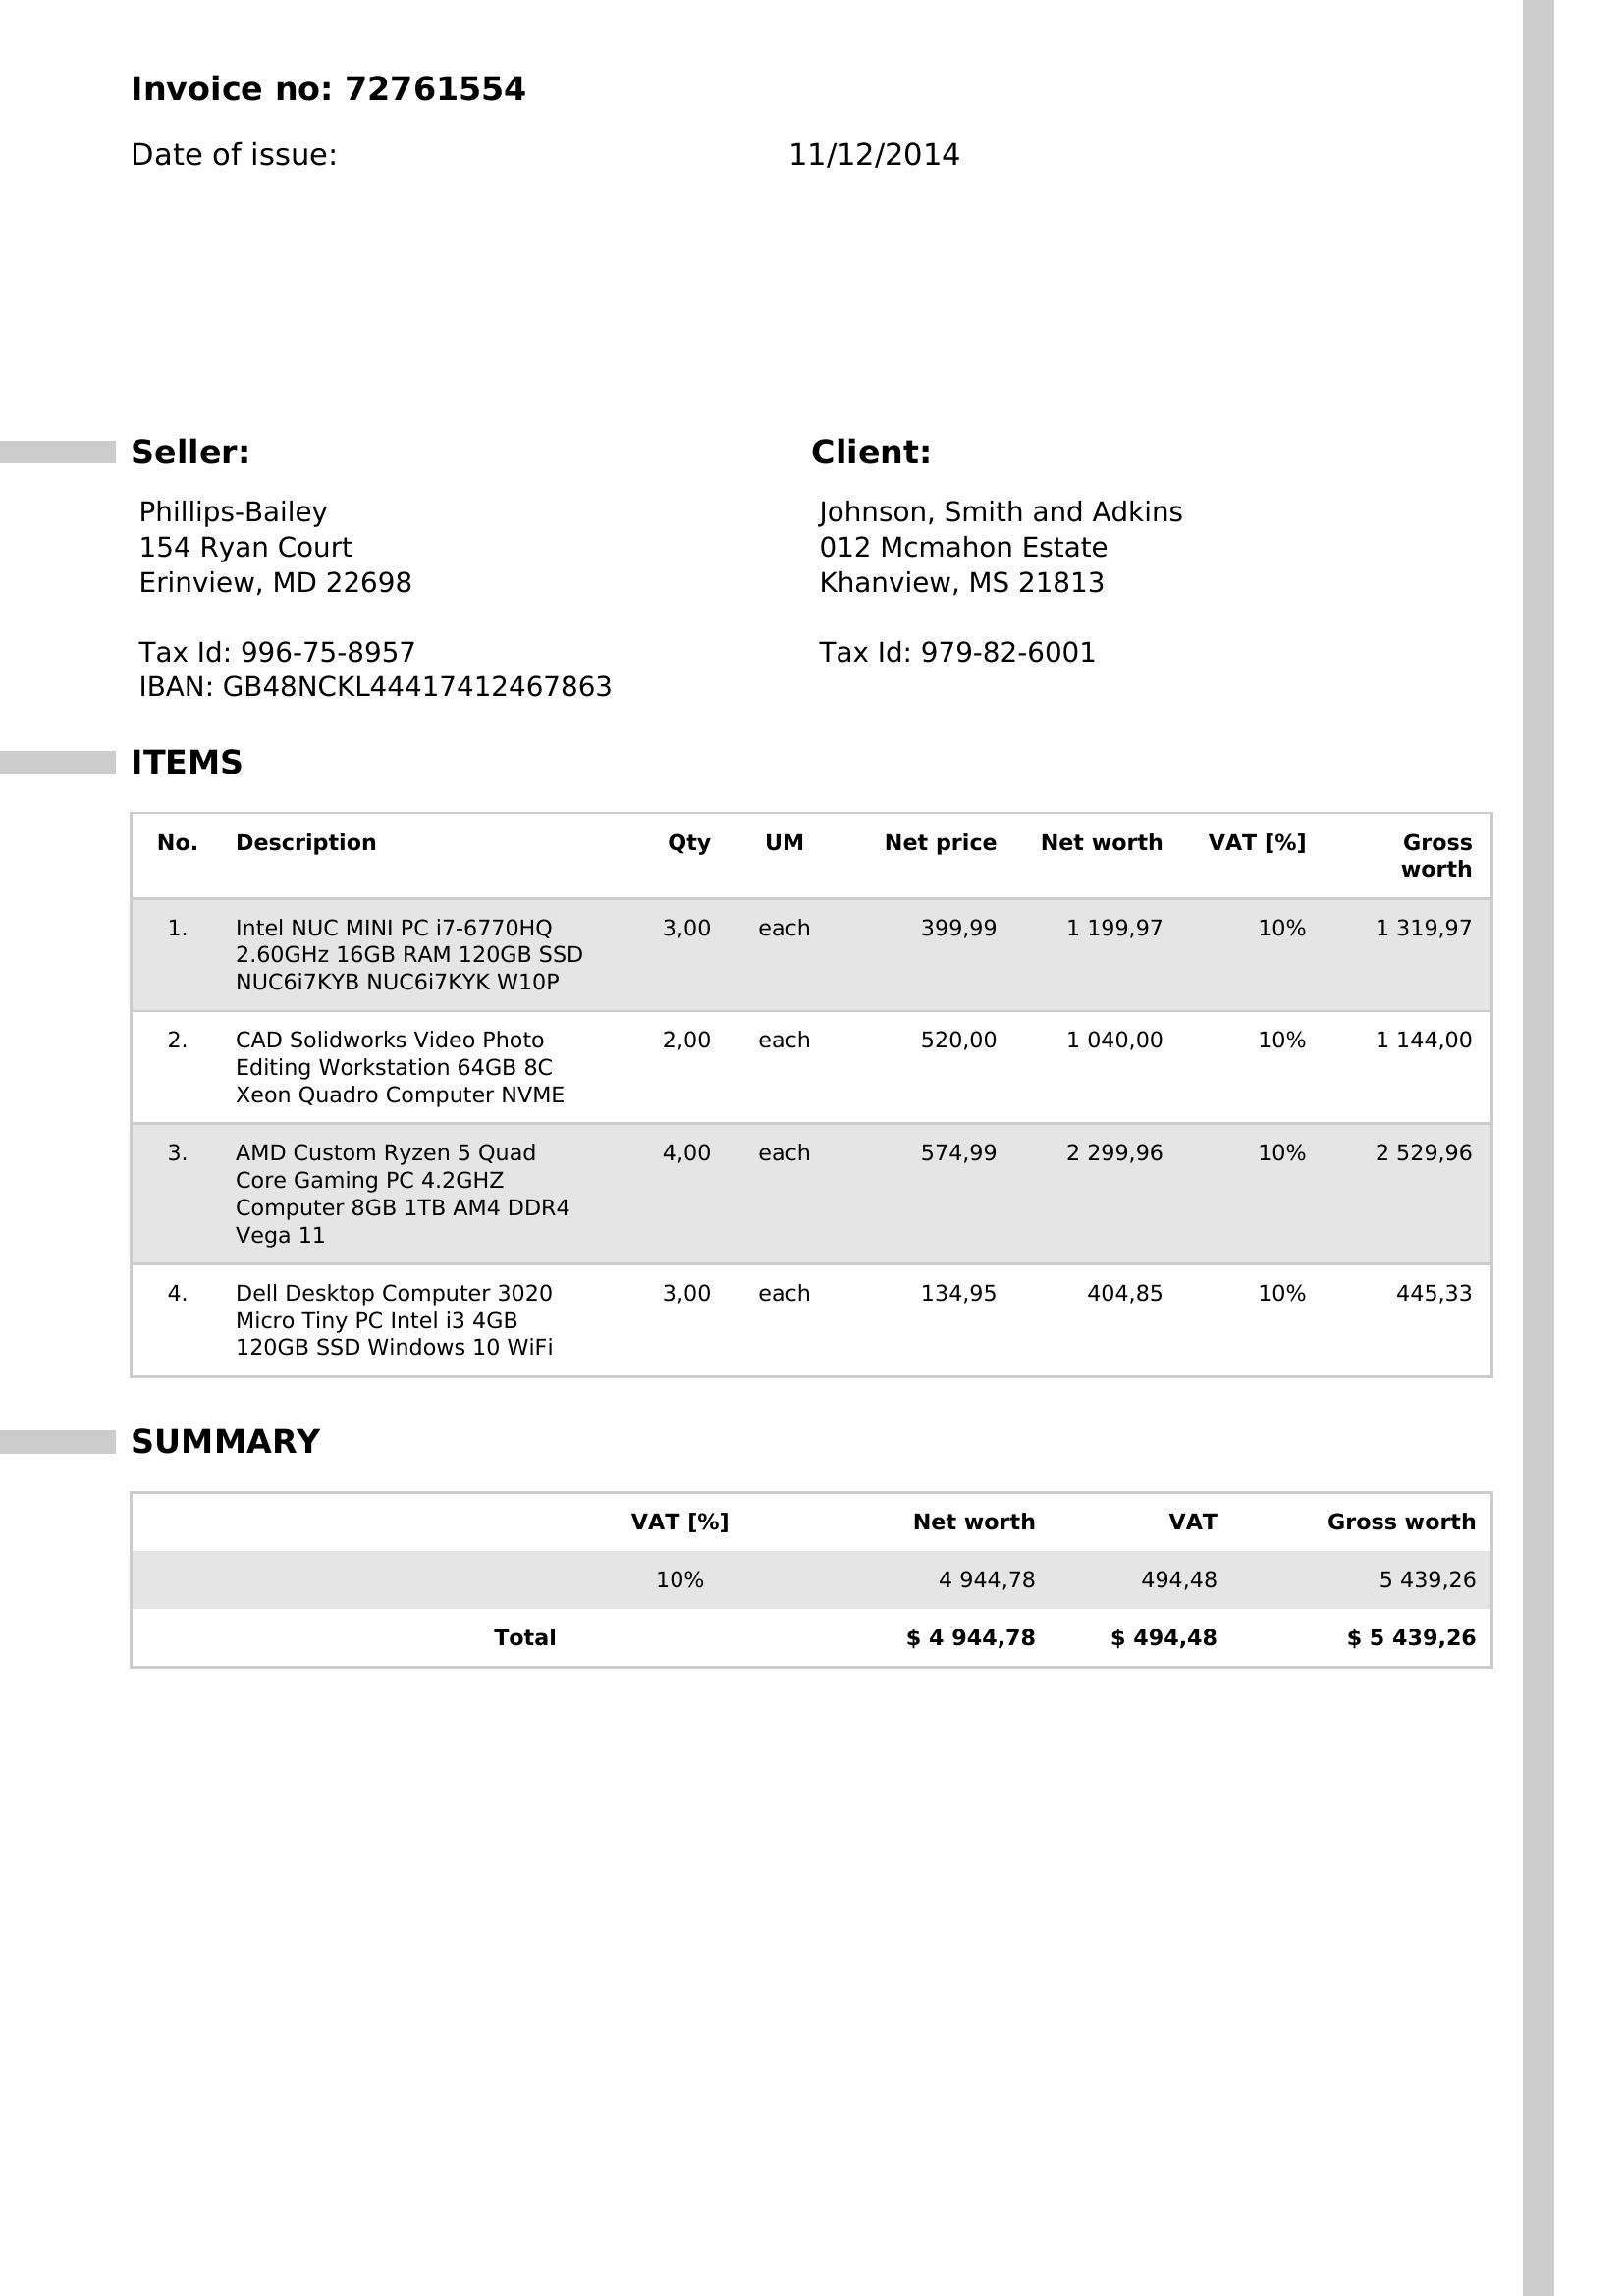 Invoice no: 72761554
Date of issue: 11/12/2014
Seller:
Phillips-Bailey
154 Ryan Court
Erinview, MD 22698
Tax Id: 996-75-8957
IBAN: GB48NCKL44417412467863
Client:
Johnson, Smith and Adkins
012 Mcmahon Estate
Khanview, MS 21813
Tax Id: 979-82-6001
ITEMS
No. Description Qty UM Net price Net worth VAT [%] Gross
worth
1. Intel NUC MINI PC i7-6770HQ 3,00 each 399,99 1 199,97 10% 1 319,97
2.60GHz 16GB RAM 120GB SSD
NUC6i7KYB NUC6i7KYK W10P
2. CAD Solidworks Video Photo 2,00 each 520,00 1 040,00 10% 1 144,00
Editing Workstation 64GB 8C
Xeon Quadro Computer NVME
3. AMD Custom Ryzen 5 Quad 4,00 each 574,99 2 299,96 10% 2 529,96
Core Gaming PC 4.2GHZ
Computer 8GB 1TB AM4 DDR4
Vega 11
4. Dell Desktop Computer 3020 3,00 each 134,95 404,85 10% 445,33
Micro Tiny PC Intel i3 4GB
120GB SSD Windows 10 WiFi
SUMMARY
VAT [%] Net worth VAT Gross worth
10% 4 944,78 494,48 5 439,26
Total $ 4 944,78 $ 494,48 $ 5 439,26